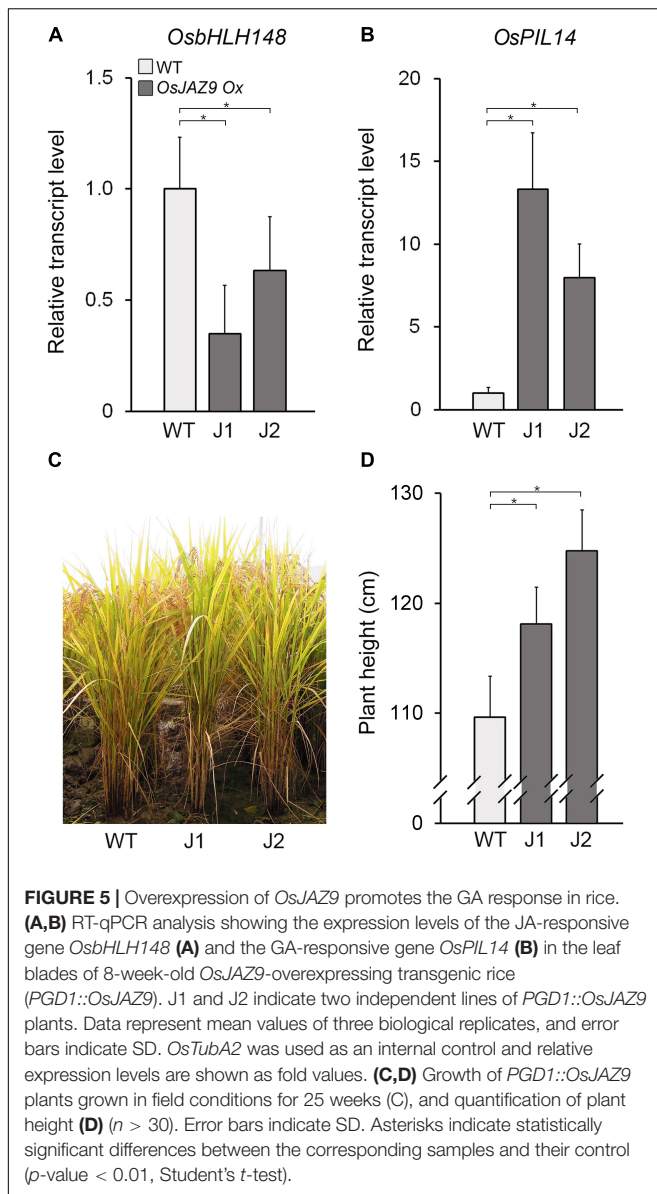 A
OsbHLH148
WT
OsJAZ9 Ox
Relative transcript level
1.5
1.0
0.5
0
*
*
WT J1 J2
B
OsPIL14
Relative transcript level
20
15
10
5
0
*
*
WT J1 J2
C
WT J1 J2
D
Plant height (cm)
130
120
110
0
*
*
WT J1 J2
FIGURE 5 | Overexpression of OsJAZ9 promotes the GA response in rice.
(A,B) RT-qPCR analysis showing the expression levels of the JA-responsive
gene OsbHLH148 (A) and the GA-responsive gene OsPIL14 (B) in the leaf
blades of 8-week-old OsJAZ9-overexpressing transgenic rice
(PGD1::OsJAZ9). J1 and J2 indicate two independent lines of PGD1::OsJAZ9
plants. Data represent mean values of three biological replicates, and error
bars indicate SD. OsTubA2 was used as an internal control and relative
expression levels are shown as fold values. (C,D) Growth of PGD1::OsJAZ9
plants grown in field conditions for 25 weeks (C), and quantification of plant
height (D) (n > 30). Error bars indicate SD. Asterisks indicate statistically
significant differences between the corresponding samples and their control
(p-value < 0.01, Student's t-test).